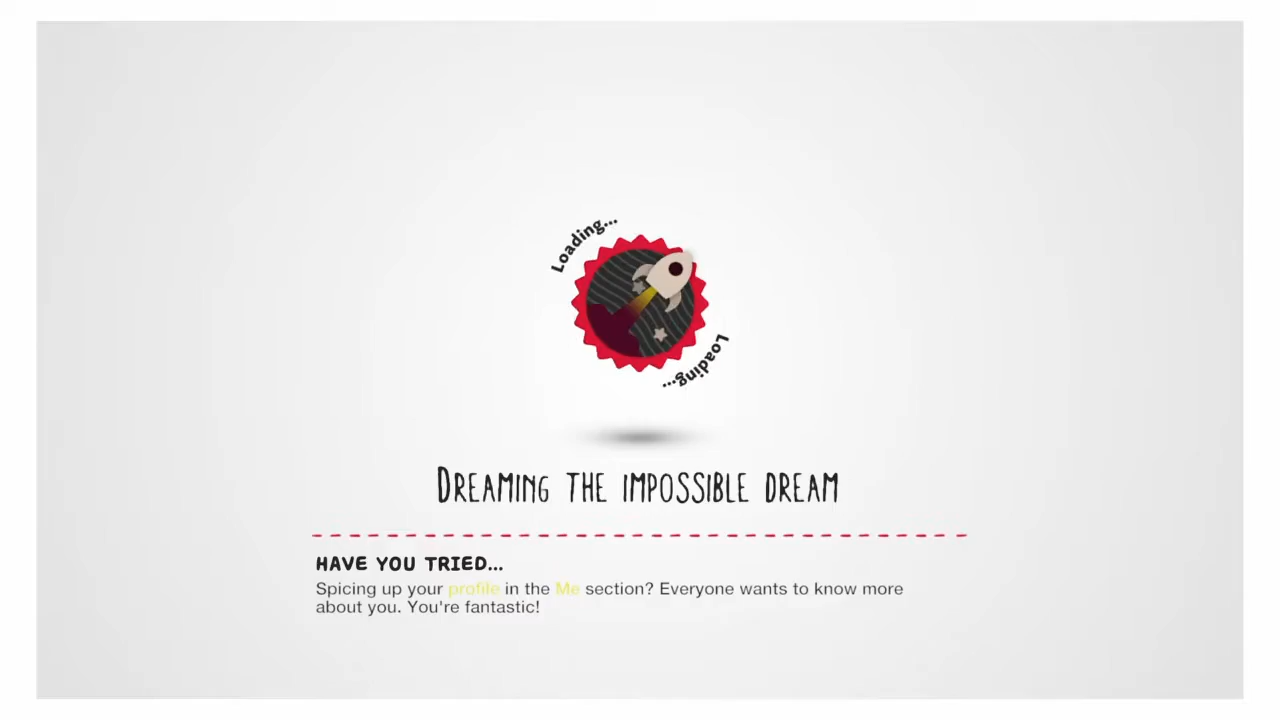 Loading...
Loading...
Dreaming the impossible dream
HAVE YOU TRIED...
Spicing up your profile in the Me section? Everyone wants to know more
about you. You're fantastic!